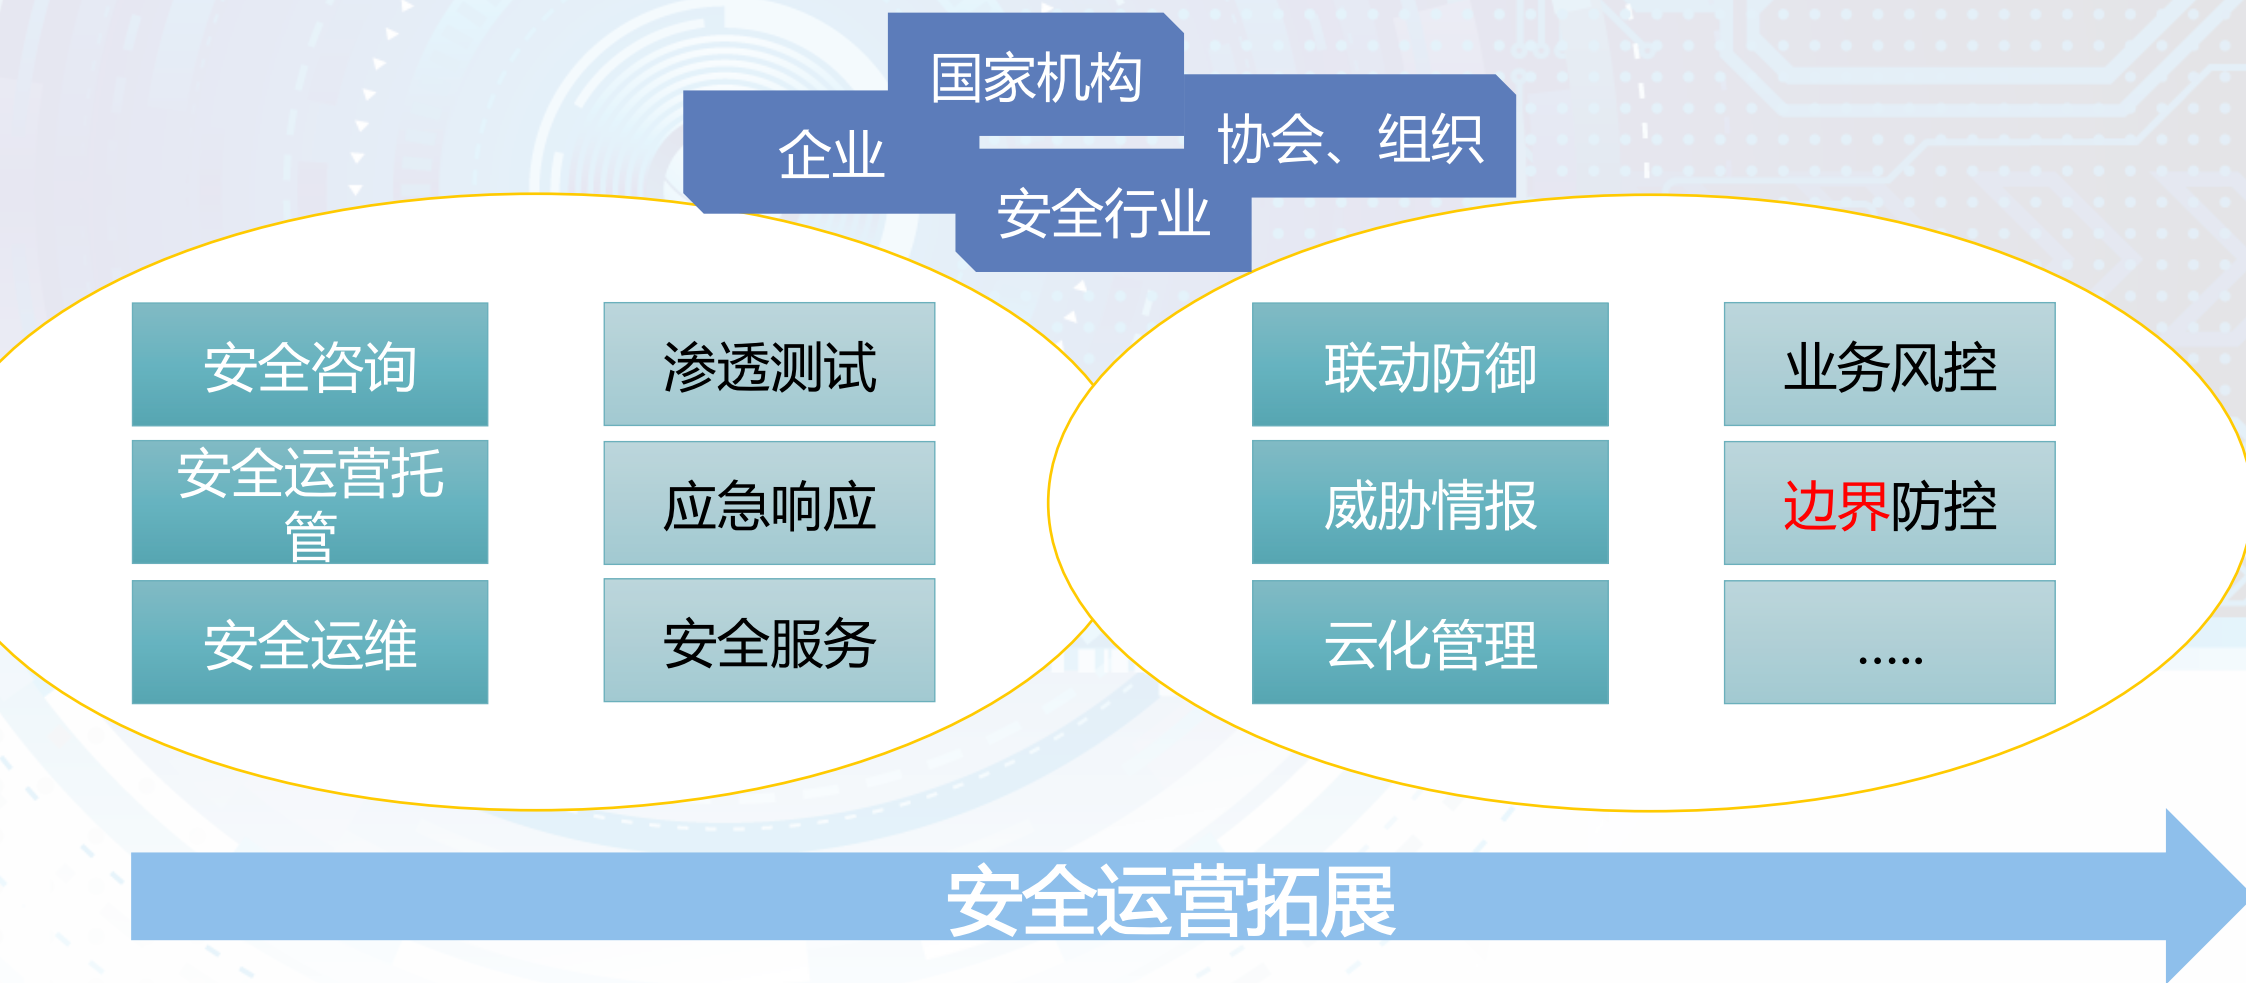 国家机构
企业
协会、组织
安全行业
安全咨询
渗透测试
安全运营托
管
应急响应
安全运维
安全服务
联动防御
业务风控
威胁情报
边界防控
云化管理
.....
安全运营拓展